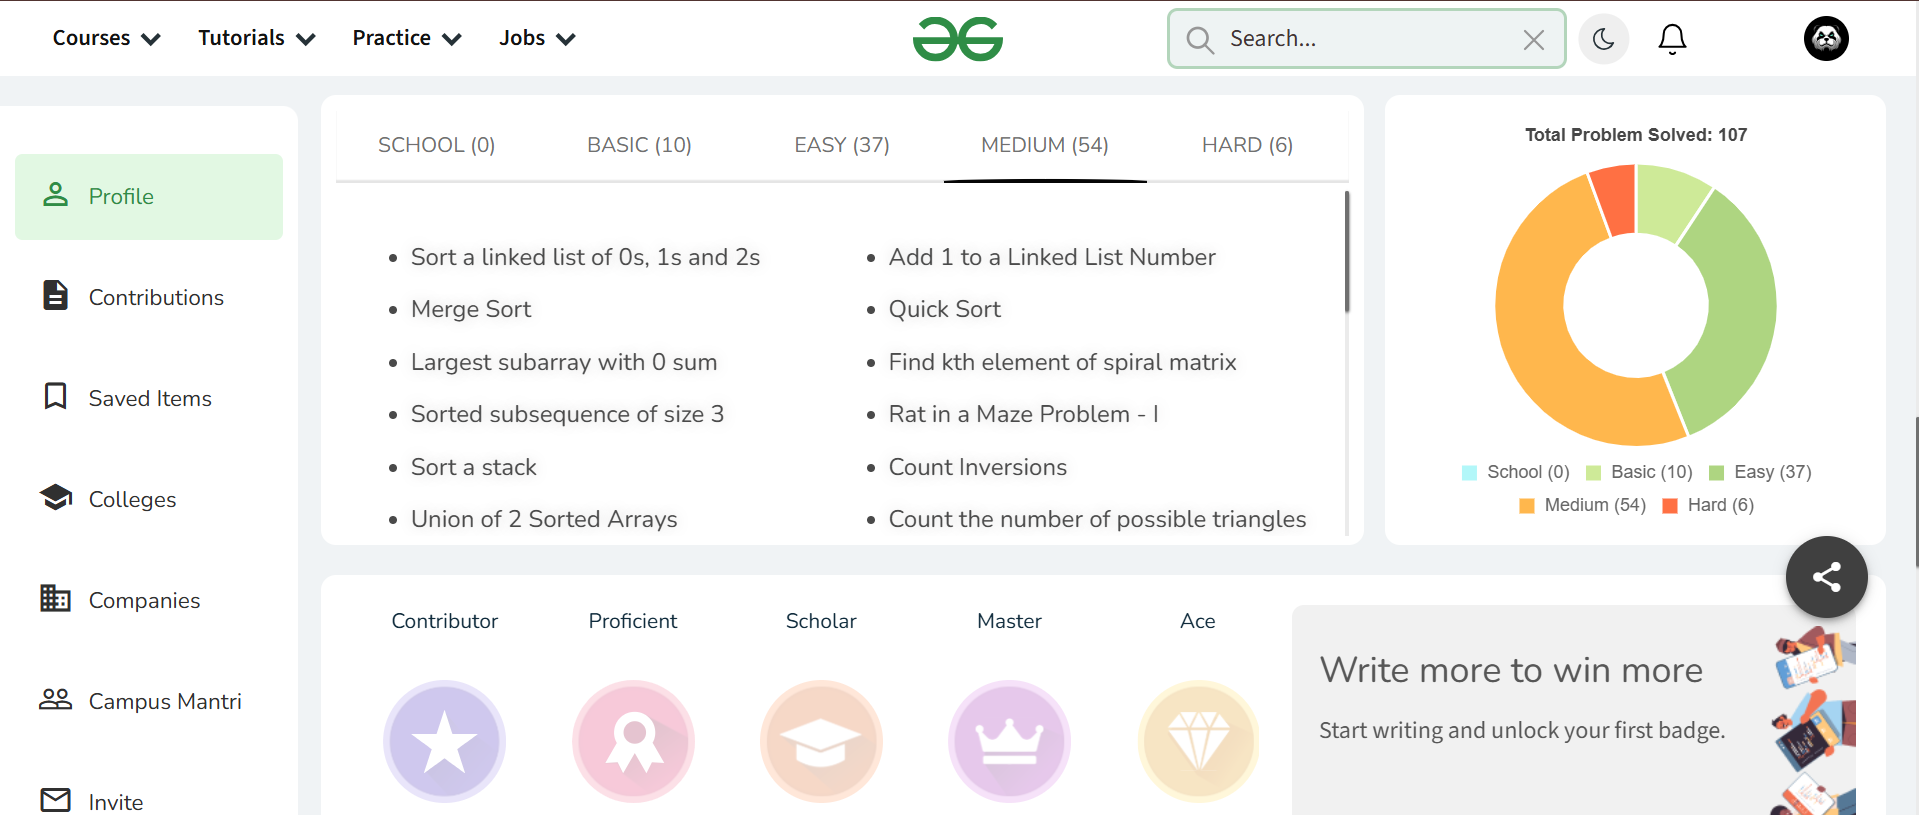 Courses Tutorials Practice Jobs Search...
Profile
Contributions
Saved Items
Colleges
Companies
Campus Mantri
Invite
SCHOOL (0) BASIC (10) EASY (37) MEDIUM (54) HARD (6)
Sort a linked list of 0s, 1s and 2s
Add 1 to a Linked List Number
Merge Sort
Quick Sort
Largest subarray with 0 sum
Find kth element of spiral matrix
Sorted subsequence of size 3
Rat in a Maze Problem - I
Sort a stack
Count Inversions
Union of 2 Sorted Arrays
Count the number of possible triangles
Total Problem Solved: 107
School (0) Basic (10) Easy (37)
Medium (54) Hard (6)
Contributor Proficient Scholar Master Ace
Write more to win more
Start writing and unlock your first badge.